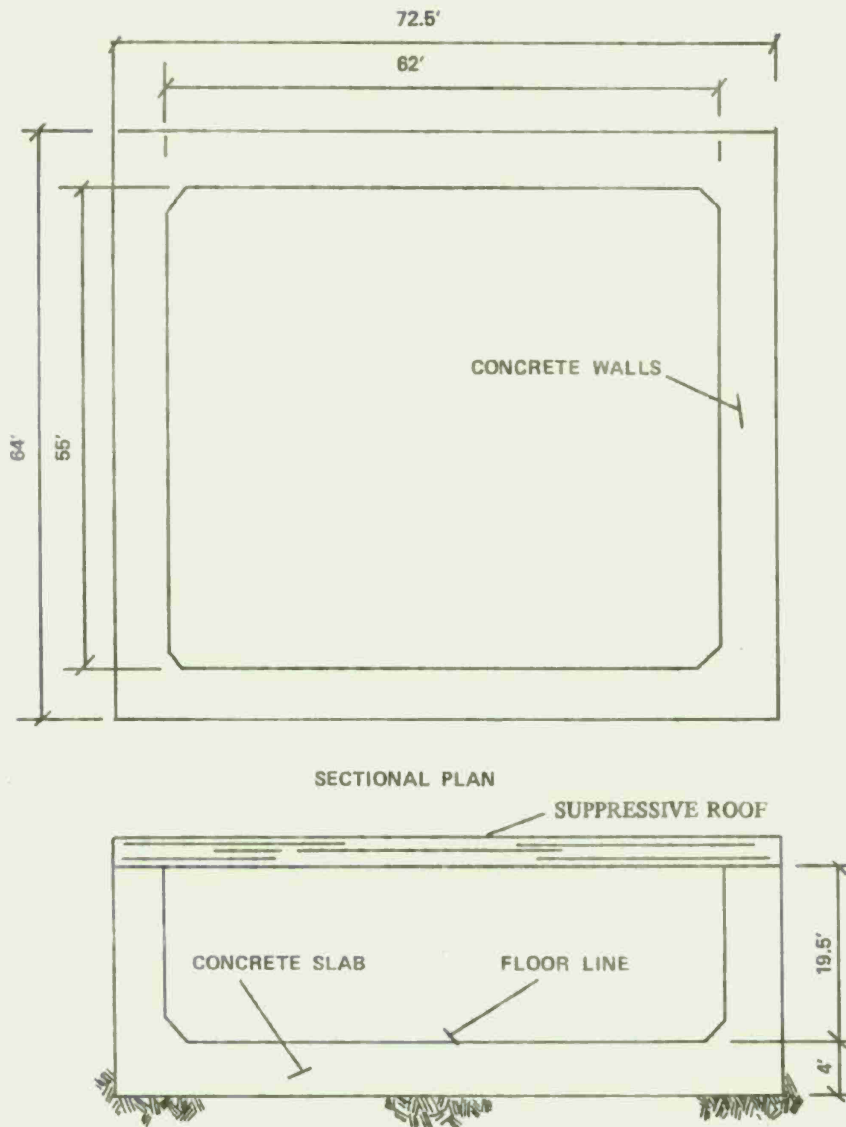 72.5'
62'
64'
55'
CONCRETE WALLS
SECTIONAL PLAN
SUPPRESSIVE ROOF
CONCRETE SLAB
FLOOR LINE
19.5'
4'